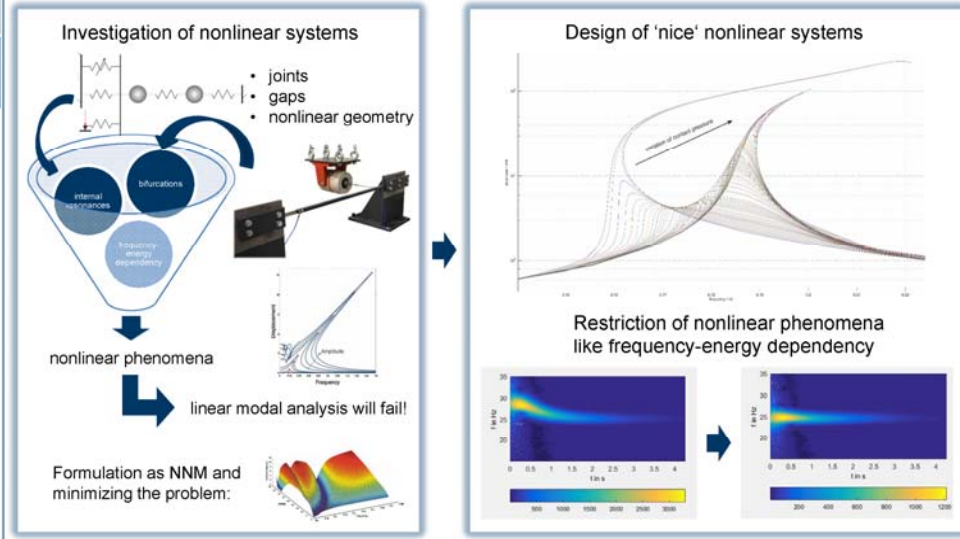 Investigation of nonlinear systems
• joints
• gaps
• nonlinear geometry
internal
resonances
bifurcations
frequency-
energy
dependency
nonlinear phenomena
Displacement
Amplitude
Frequency
linear modal analysis will fail!
Formulation as NNM and
minimizing the problem:
Design of 'nice' nonlinear systems
variation of contact pressure
Restriction of nonlinear phenomena
like frequency-energy dependency
f in Hz
35
30
25
20
0 0.5 1 1.5 2 2.5 3 3.5 4
t in s
500 1000 1500 2000 2500 3000
f in Hz
35
30
25
20
0 0.5 1 1.5 2 2.5 3 3.5 4
t in s
200 400 600 800 1000 1200